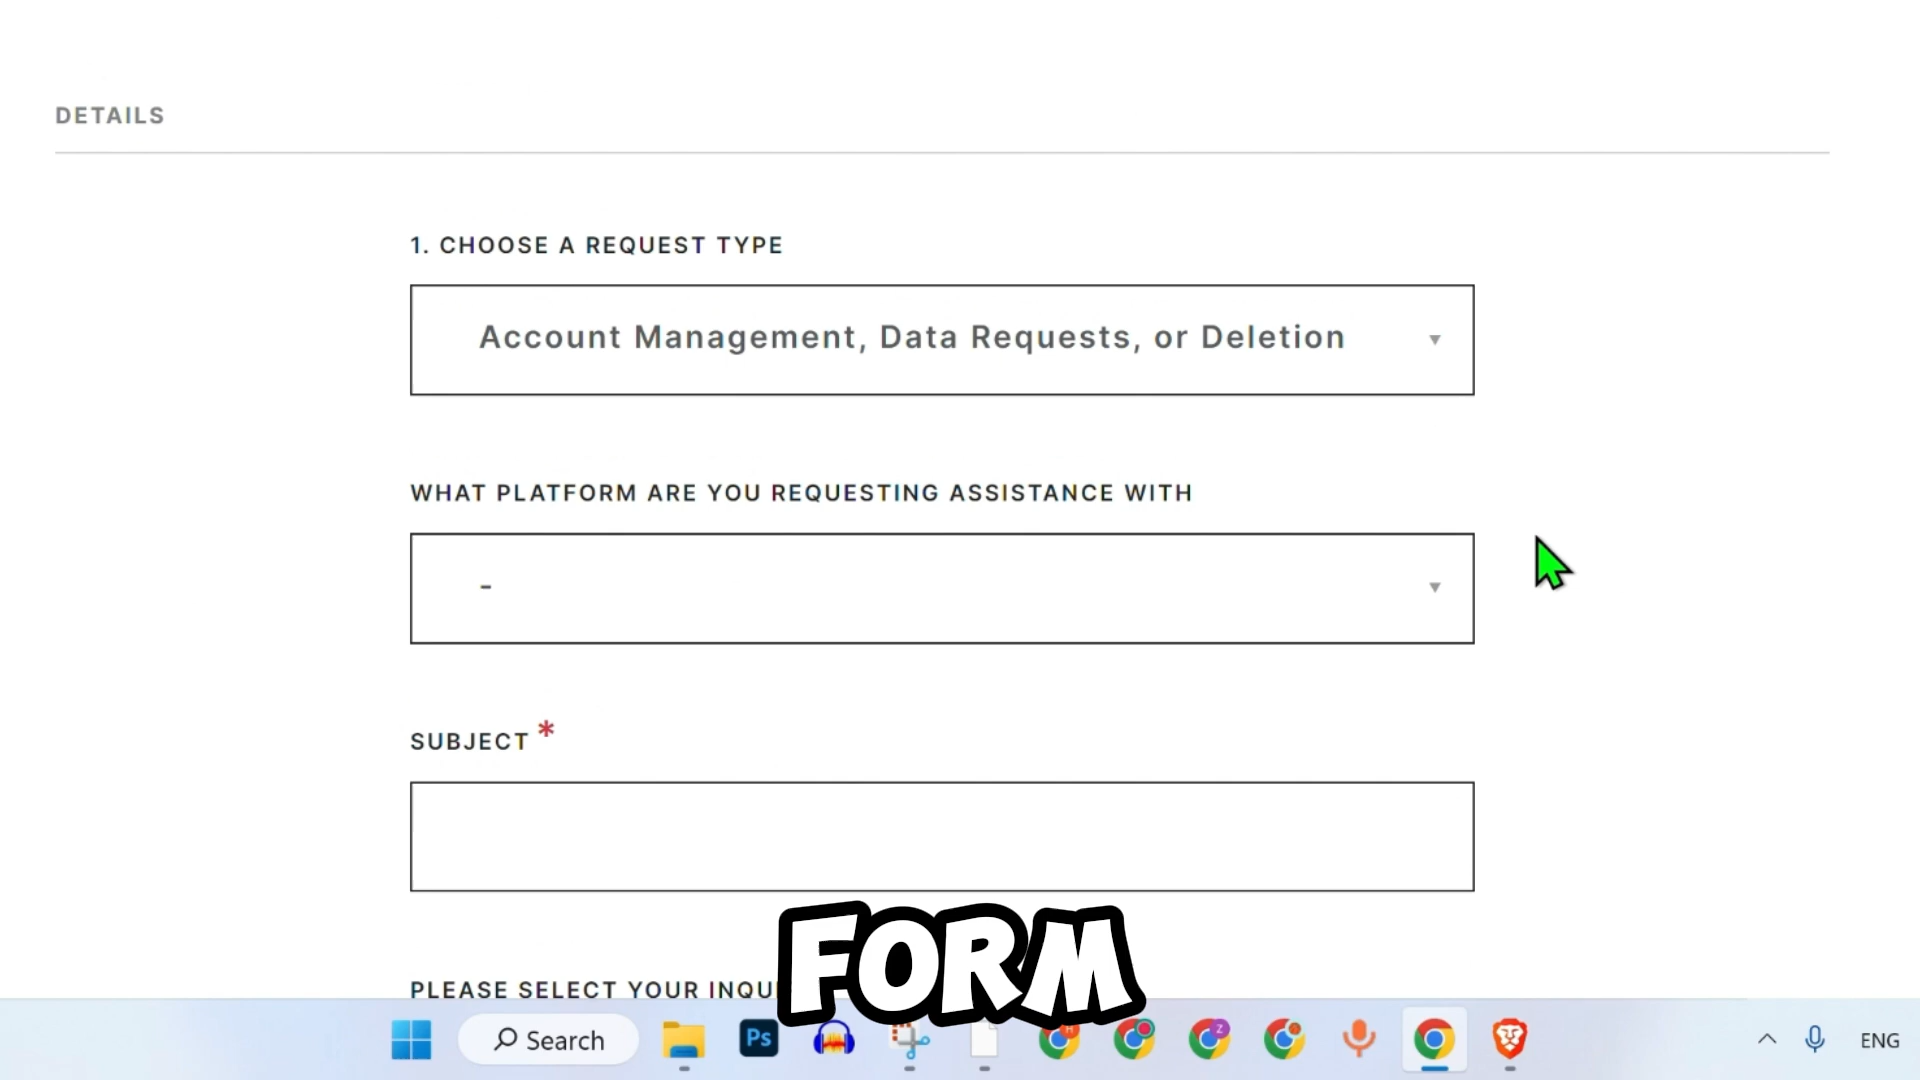 DETAILS
1. CHOOSE A REQUEST TYPE
Account Management, Data Requests, or Deletion
WHAT PLATFORM ARE YOU REQUESTING ASSISTANCE WITH
-
SUBJECT *
PLEASE SELECT YOUR
FORM
Search
Ps
H
Z
ENG